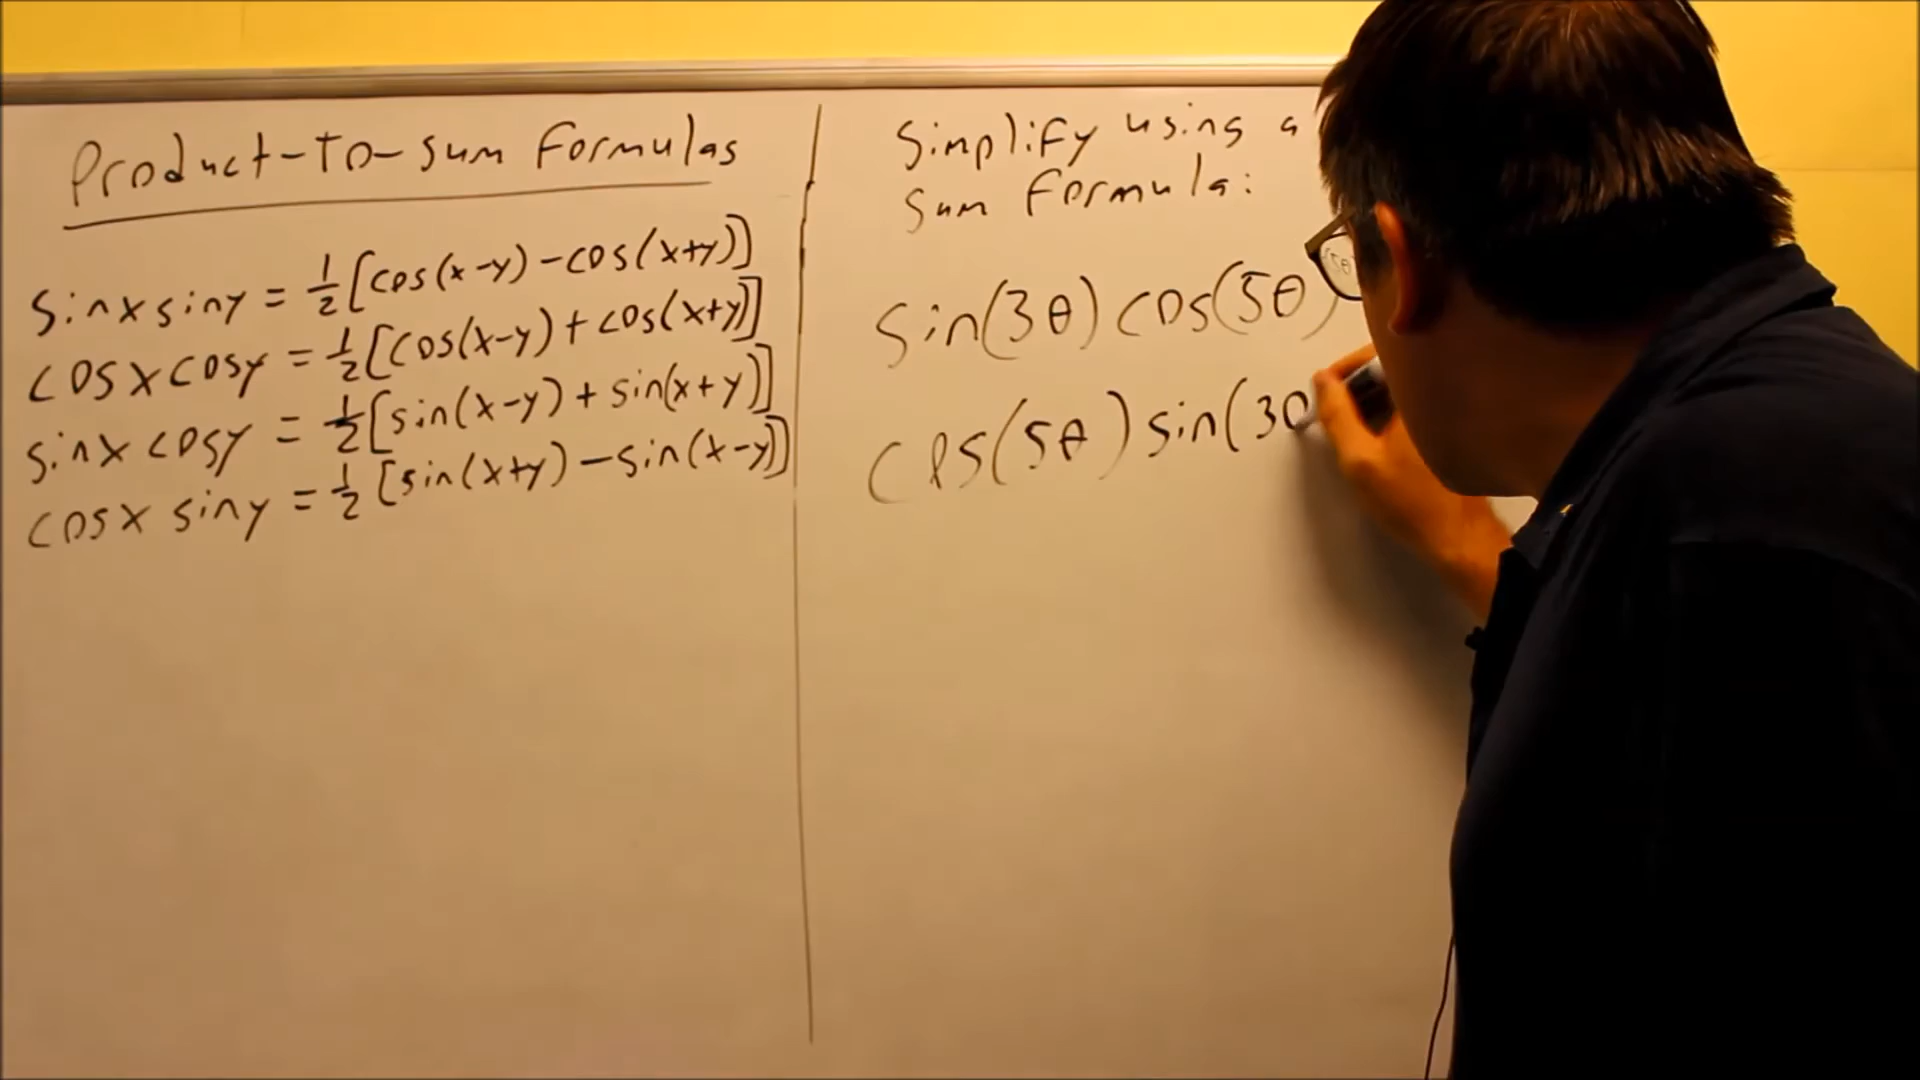 Product-to-sum formulas
sinx siny = 1/2[cos(x-y) - cos(x+y)]
cosx cosy = 1/2[cos(x-y) + cos(x+y)]
sinx cosy = 1/2[sin(x-y) + sin(x+y)]
cosx siny = 1/2[sin(x+y) - sin(x-y)]
Simplify using a
sum formula:
sin(3θ) cos(5θ)
cos(5θ) sin(3θ